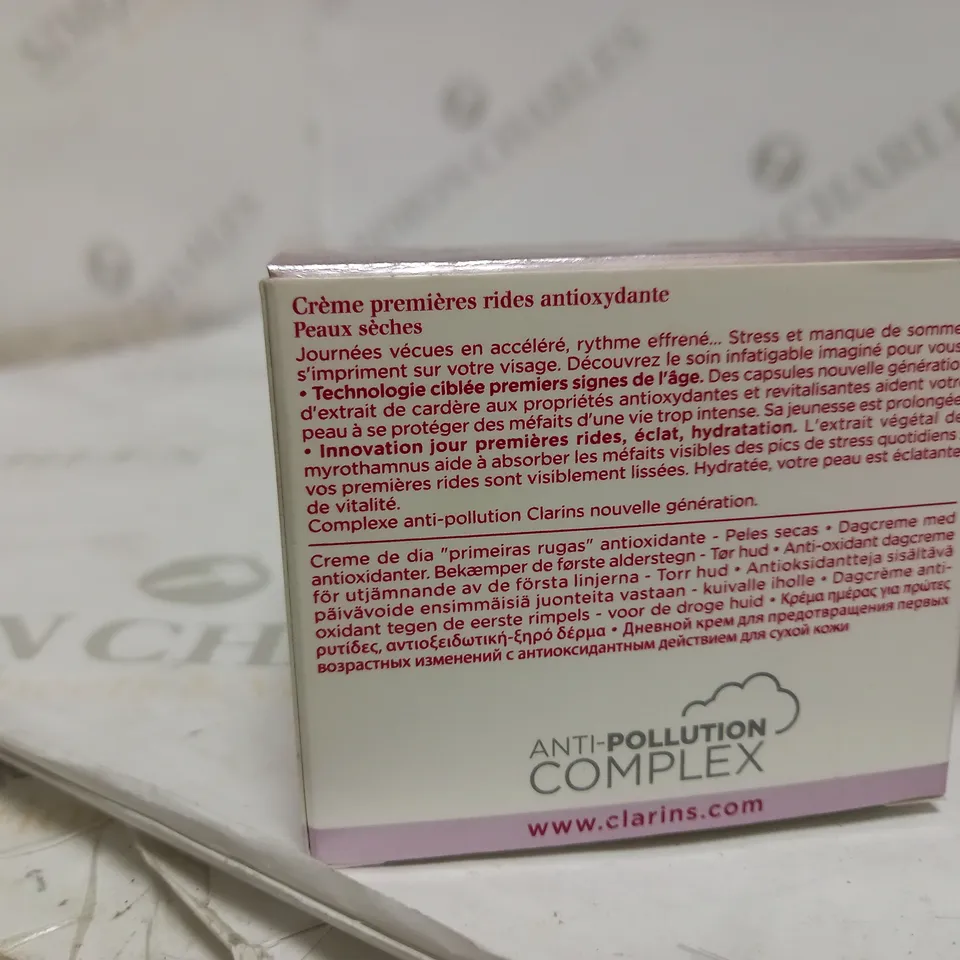 Crème premières rides antioxydante
Peaux sèches
Journées vécues en accéléré, rythme effrené... Stress et manque de somme
s'impriment sur votre visage. Découvrez le soin infatigable imaginé pour vous
• Technologie ciblée premiers signes de l'âge. Des capsules nouvelle génératio
d'extrait de cardère aux propriétés antioxydantes et revitalisantes aident votre
peau à se protéger des méfaits d'une vie trop intense. Sa jeunesse est prolongée
• Innovation jour premières rides, éclat, hydratation. L'extrait végétal de
myrothamnus aide à absorber les méfaits visibles des pics de stress quotidiens
vos premières rides sont visiblement lissées. Hydratée, votre peau est éclatante
de vitalité.
Complexe anti-pollution Clarins nouvelle génération.
Creme de dia "primeiras rugas" antioxidante - Peles secas • Dagcreme med
antioxidanter. Bekæmper de første alderstegn - Tør hud • Anti-oxidant dagcreme
för utjämnande av de första linjerna - Torr hud • Antioksidantteja sisältävä
päivävoide ensimmäisiä juonteita vastaan - kuivalle iholle • Dagcrème anti-
oxidant tegen de eerste rimpels - voor de droge huid • Κρέμα ημέρας για πρώτες
ρυτίδες, αντιοξειδωτική-ξηρό δέρμα • Дневной крем для предотвращения первых
возрастных изменений с антиоксидантным действием для сухой кожи
ANTI-POLLUTION
COMPLEX
www.clarins.com